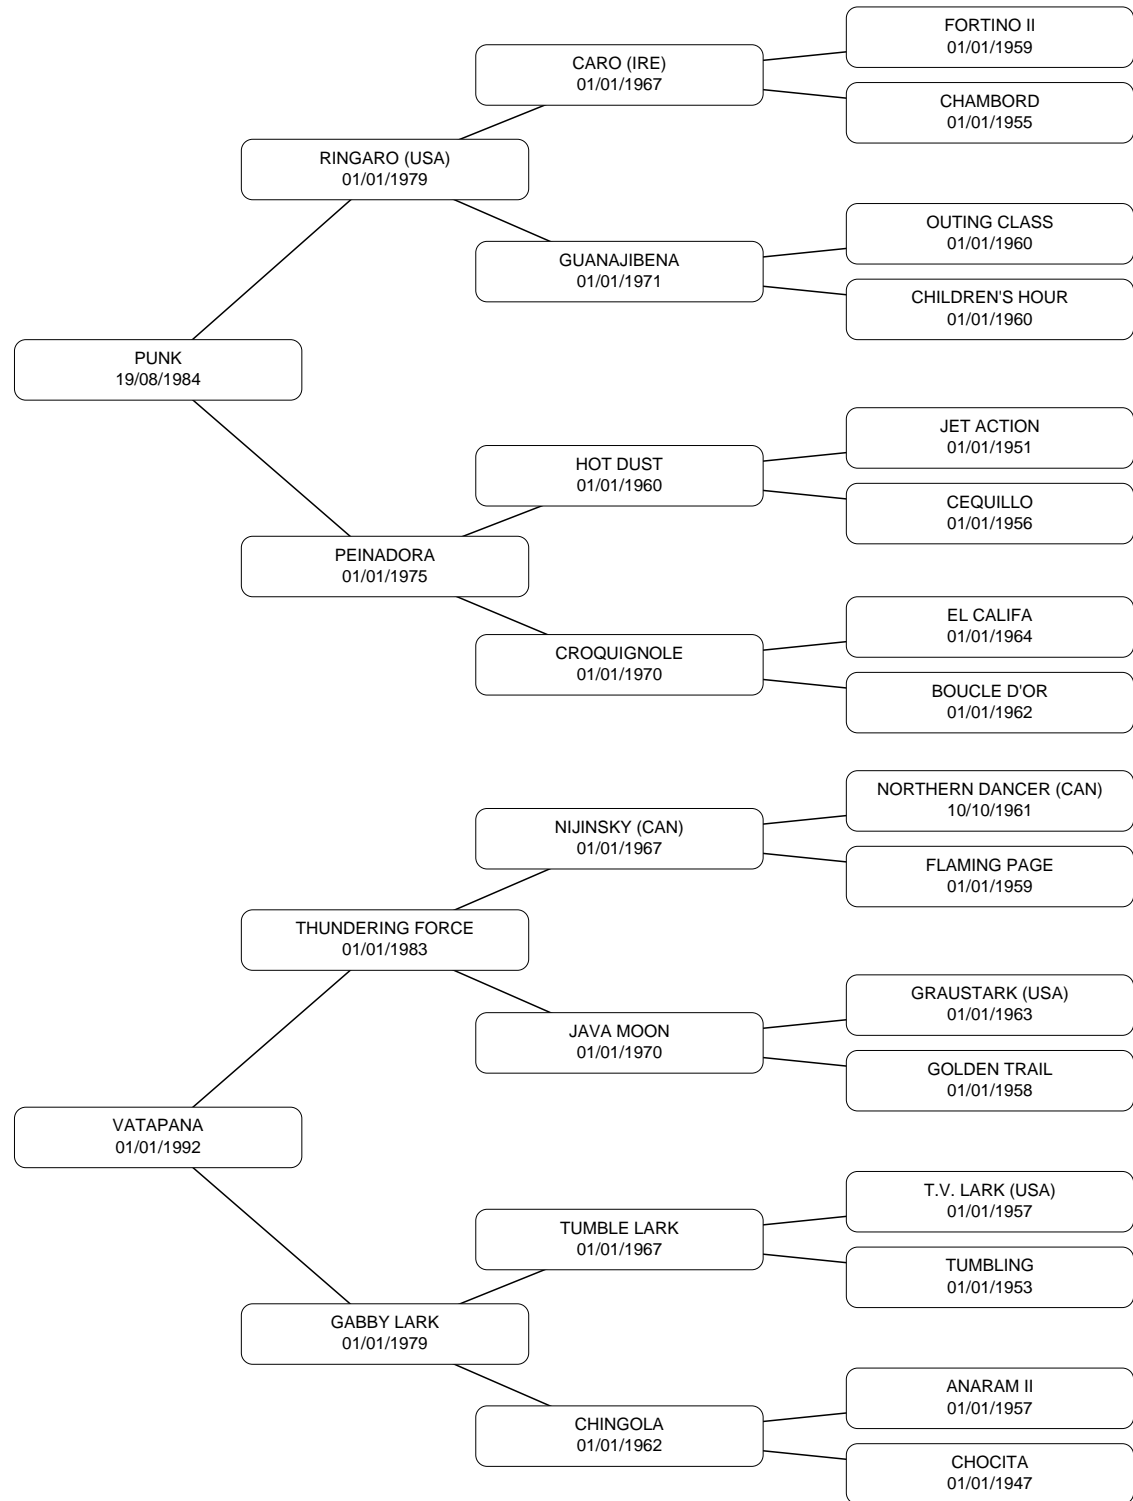 FORTINO II
01/01/1959
CARO (IRE)
01/01/1967
CHAMBORD
01/01/1955
RINGARO (USA)
01/01/1979
OUTING CLASS
01/01/1960
GUANAJIBENA
01/01/1971
CHILDREN'S HOUR
01/01/1960
PUNK
19/08/1984
JET ACTION
01/01/1951
HOT DUST
01/01/1960
CEQUILLO
01/01/1956
PEINADORA
01/01/1975
EL CALIFA
01/01/1964
CROQUIGNOLE
01/01/1970
BOUCLE D'OR
01/01/1962
NORTHERN DANCER (CAN)
10/10/1961
NIJINSKY (CAN)
01/01/1967
FLAMING PAGE
01/01/1959
THUNDERING FORCE
01/01/1983
GRAUSTARK (USA)
01/01/1963
JAVA MOON
01/01/1970
GOLDEN TRAIL
01/01/1958
VATAPANA
01/01/1992
T.V. LARK (USA)
01/01/1957
TUMBLE LARK
01/01/1967
TUMBLING
01/01/1953
GABBY LARK
01/01/1979
ANARAM II
01/01/1957
CHINGOLA
01/01/1962
CHOCITA
01/01/1947